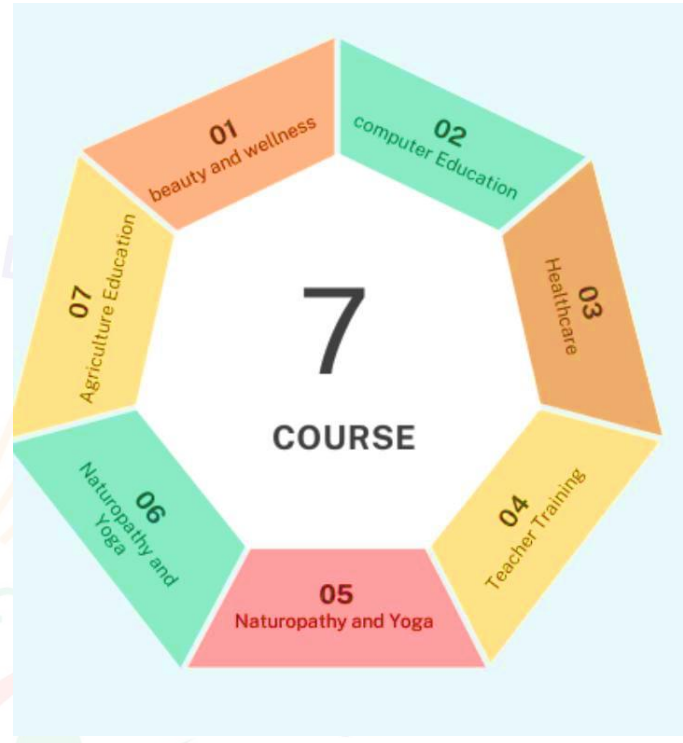 7
COURSE
01
beauty and wellness
02
computer Education
03
Healthcare
04
Teacher Training
05
Naturopathy and Yoga
06
Naturopathy and
Yoga
07
Agriculture Education